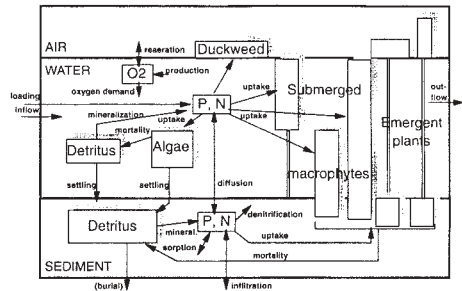 AIR
reaeration
Duckweed
WATER
O2
production
oxygen demand
uptake
Submerged
out-
flow
loading
inflow
mineralization
P, N
uptake
uptake
Emergent
plants
mortality
Detritus
Algae
macrophytes
settling
settling
diffusion
Detritus
mineral.
P, N
denitrification
sorption
uptake
mortality
SEDIMENT
(burial)
infiltration